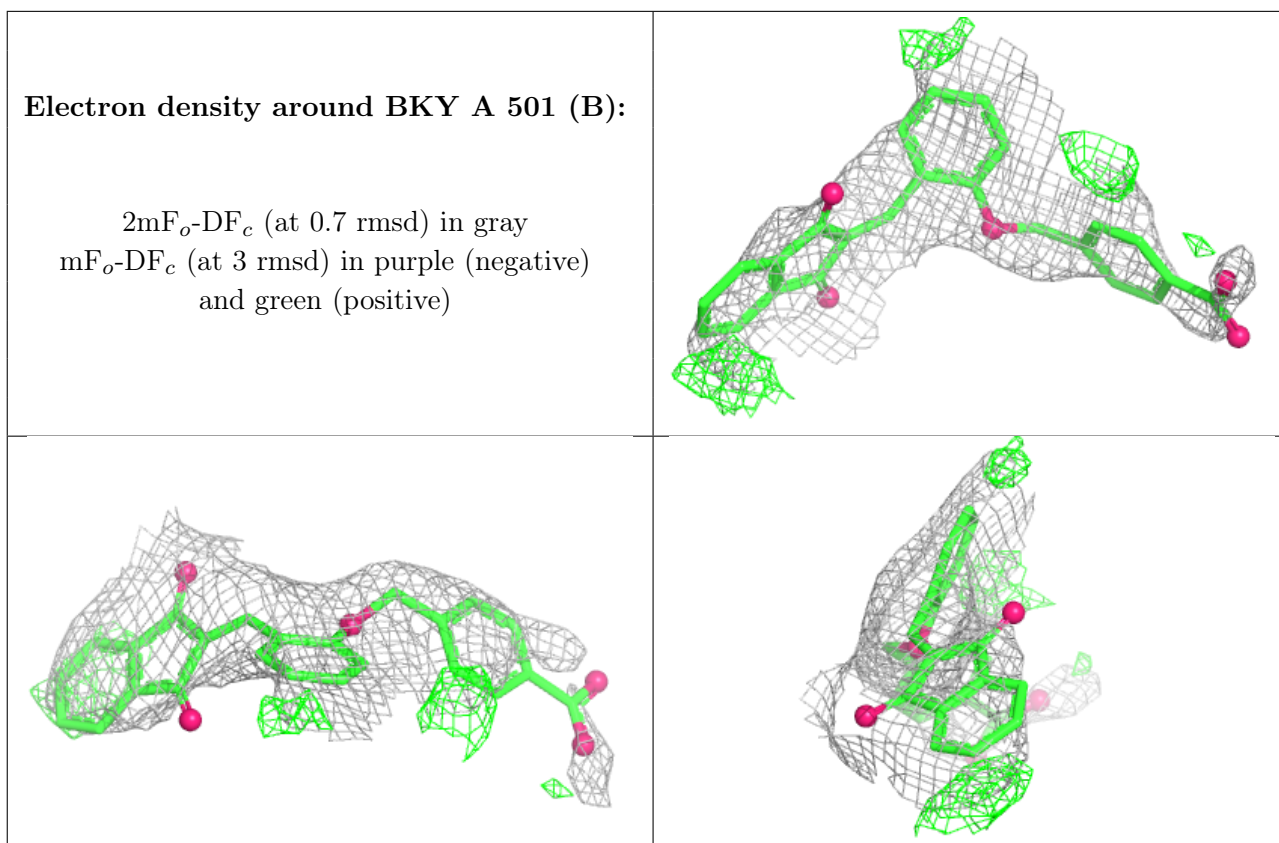 Electron density around BKY A 501 (B):
2mFₒ-DF𝒸 (at 0.7 rmsd) in gray
mFₒ-DF𝒸 (at 3 rmsd) in purple (negative)
and green (positive)